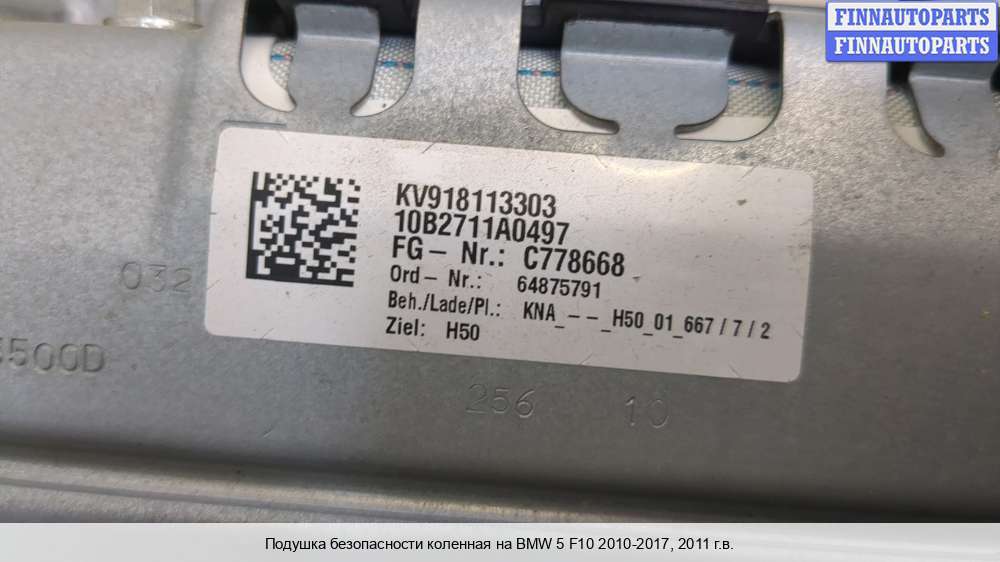 FINNAUTOPARTS
FINNAUTOPARTS
KV918113303
10B2711A0497
FG - Nr.: C778668
Ord - Nr.: 64875791
Beh./Lade/Pl.: KNA_ - - _H50_01_667 / 7 / 2
Ziel: H50
032
500D
256 10
Подушка безопасности коленная на BMW 5 F10 2010-2017, 2011 г.в.